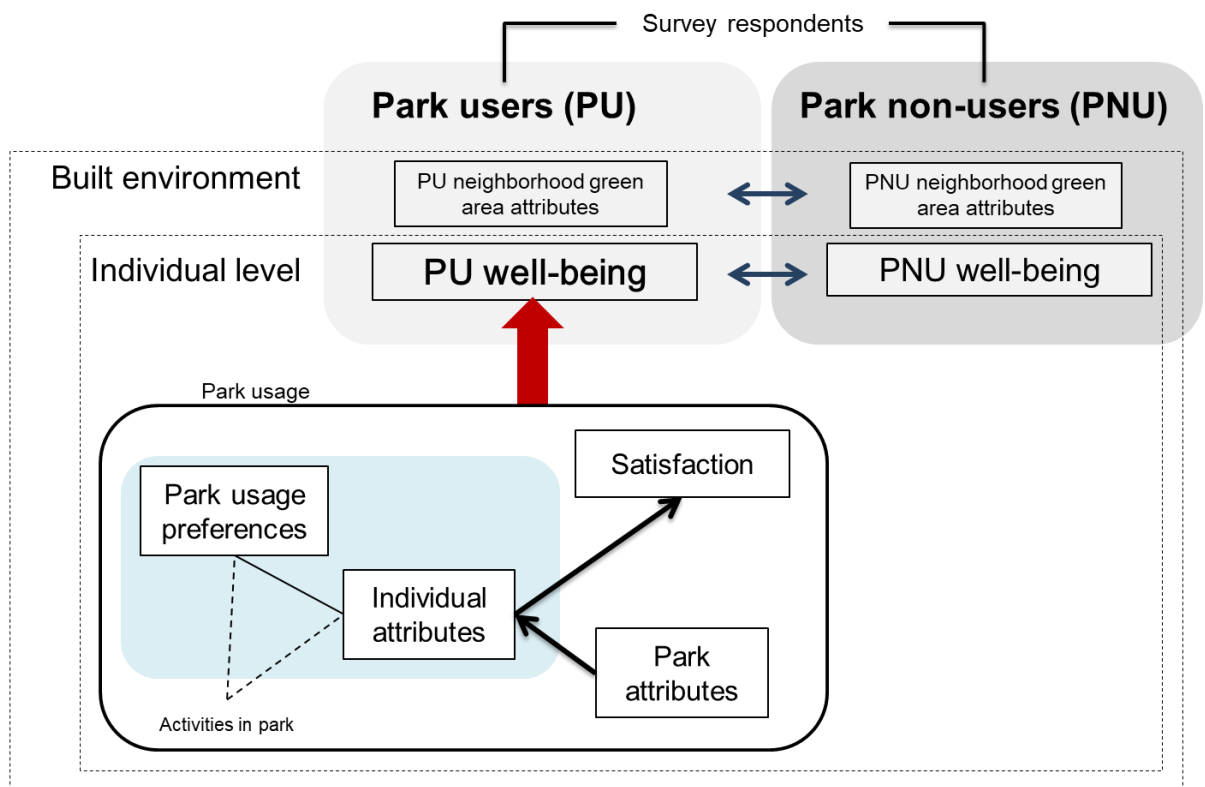 Survey respondents
Park users (PU)
Park non-users (PNU)
Built environment
PU neighborhood green
area attributes
PNU neighborhood green
area attributes
Individual level
PU well-being
PNU well-being
Park usage
Park usage
preferences
Satisfaction
Individual
attributes
Park
attributes
Activities in park